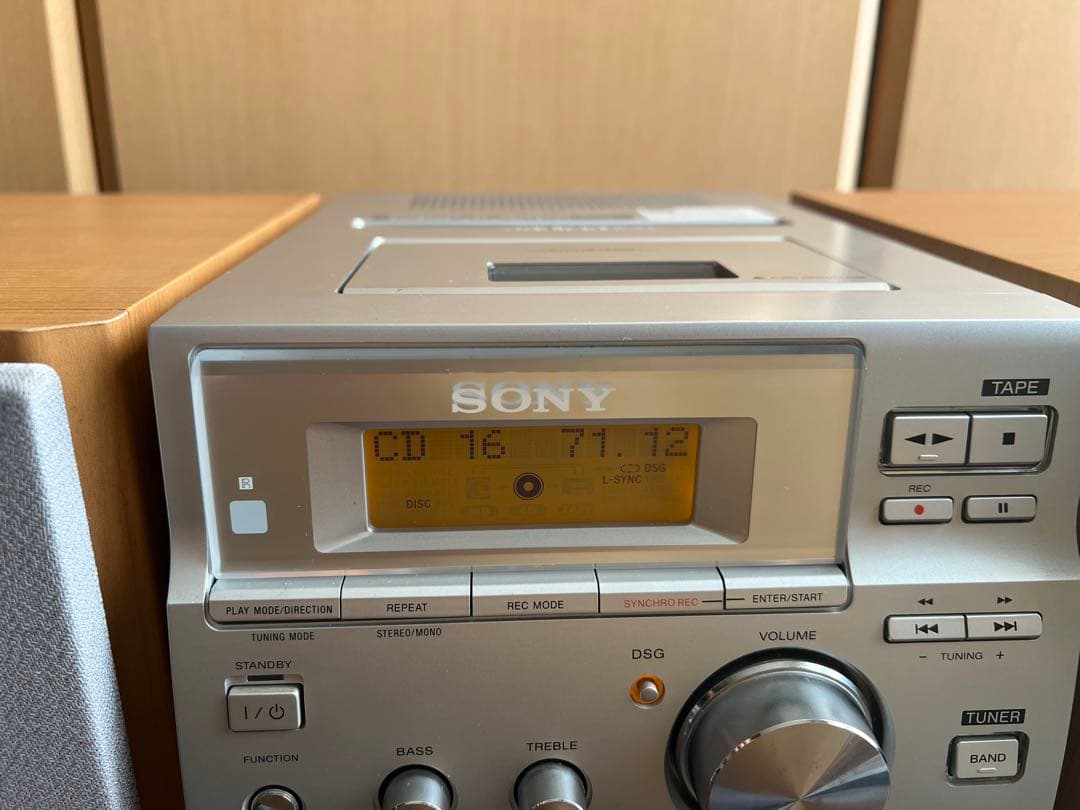 SONY
TAPE
CD 16 71.12
DSG
L-SYNC
DISC
R
REC
PLAY MODE/DIRECTION
REPEAT
REC MODE
SYNCHRO REC
ENTER/START
TUNING MODE
STEREO/MONO
VOLUME
− TUNING +
STANDBY
DSG
I/⏻
TUNER
BASS
TREBLE
FUNCTION
BAND